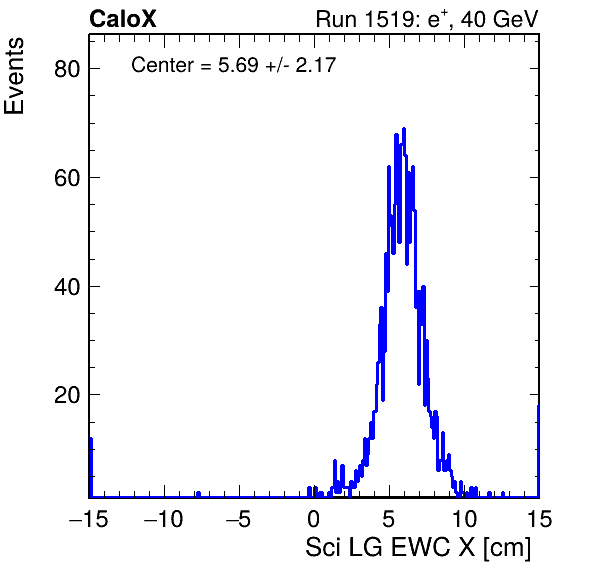 CaloX Run 1519: e⁺, 40 GeV
Center = 5.69 +/- 2.17
Events
80
60
40
20
−15 −10 −5 0 5 10 15
Sci LG EWC X [cm]